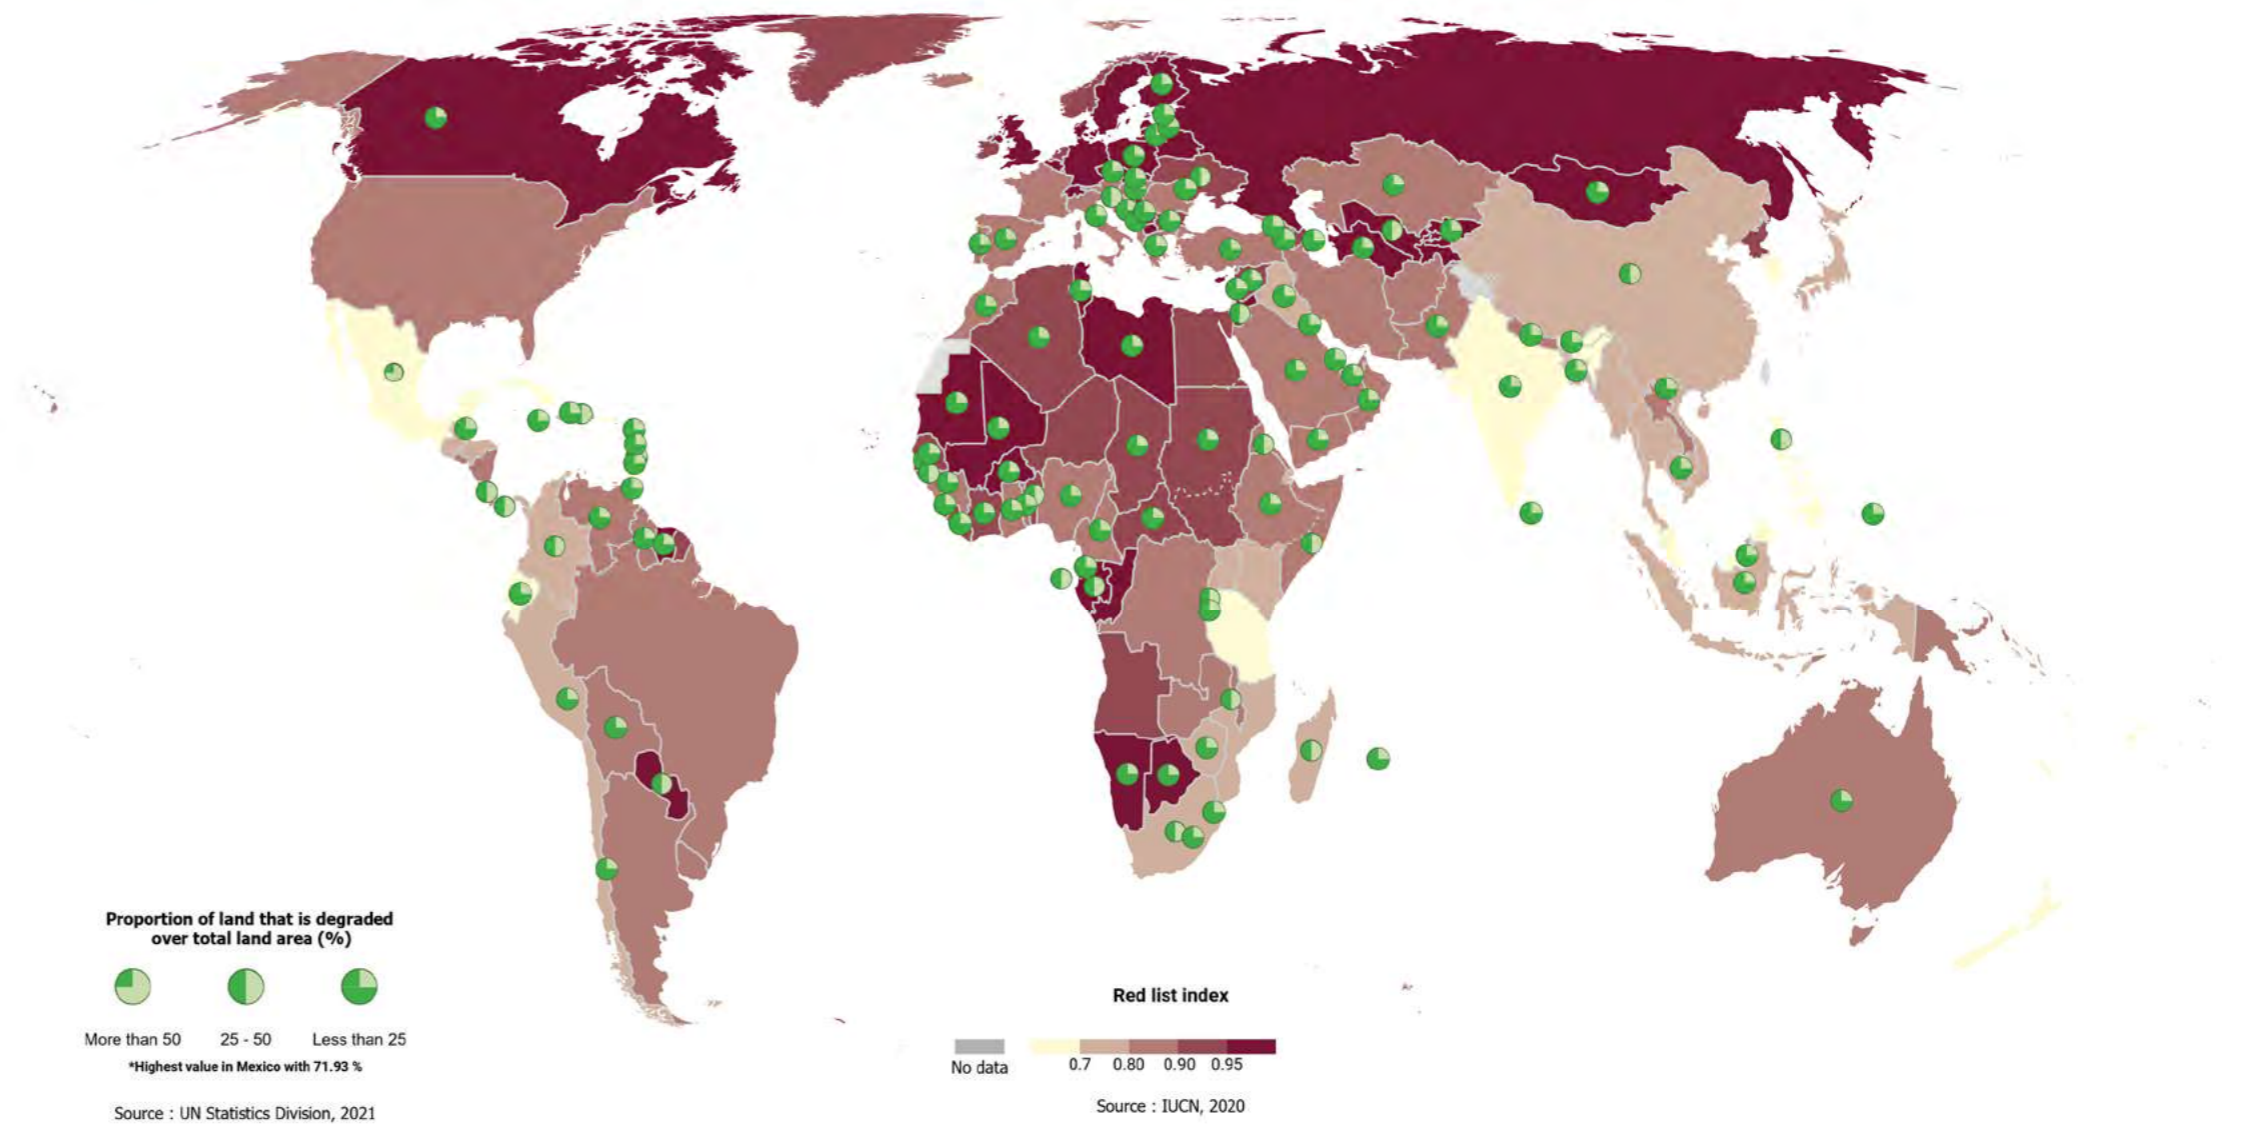 Proportion of land that is degraded
over total land area (%)
More than 50
25 - 50
Less than 25
*Highest value in Mexico with 71.93 %
Source : UN Statistics Division, 2021
Red list index
No data
0.7
0.80
0.90
0.95
Source : IUCN, 2020